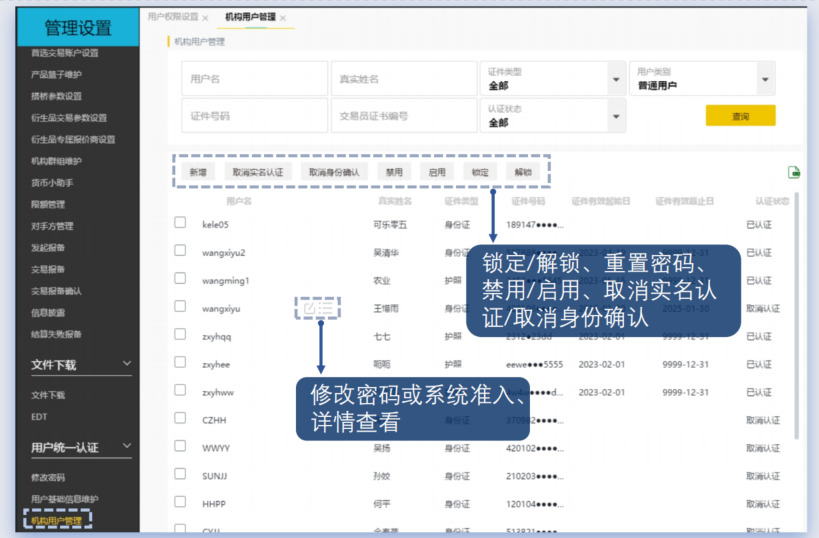 管理设置
用户权限设置 ×
机构用户管理 ×
首选交易账户设置
产品篮子维护
搭桥参数设置
衍生品交易参数设置
衍生品专属报价商设置
机构群组维护
货币小助手
限额管理
对手方管理
发起报备
交易报备
交易报备确认
信息披露
结算失败报备
文件下载
文件下载
EDT
用户统一认证
修改密码
用户基础信息维护
机构用户管理
机构用户管理
用户名
真实姓名
证件类型
全部
用户类别
普通用户
证件号码
交易员证书编号
认证状态
全部
查询
新增 取消实名认证 取消身份确认 禁用 启用 锁定 解锁
用户名 真实姓名 证件类型 证件号码 证件有效起始日 证件有效截止日 认证状态
kele05 可乐零五 身份证 189147●●●●... 已认证
wangxiyu2 吴清华 身份证 已认证
wangming1 农业 护照 已认证
wangxiyu 王惜雨 身份证 2025-01-30 取消认证
zxyhqq 七七 护照 2312●23dd 2023-02-01 9999-12-31 已认证
zxyhee 呃呃 护照 eewe●●●5555 2023-02-01 9999-12-31 已认证
zxyhww 2023-02-01 9999-12-31 已认证
CZHH 身份证 370982●●●●... 取消认证
WWYY 吴扬 身份证 420102●●●●... 取消认证
SUNJJ 孙姣 身份证 210203●●●●... 取消认证
HHPP 何平 身份证 120104●●●●... 取消认证
身份证 513821●●●●... 取消认证
锁定/解锁、重置密码、
禁用/启用、取消实名认
证/取消身份确认
修改密码或系统准入、
详情查看